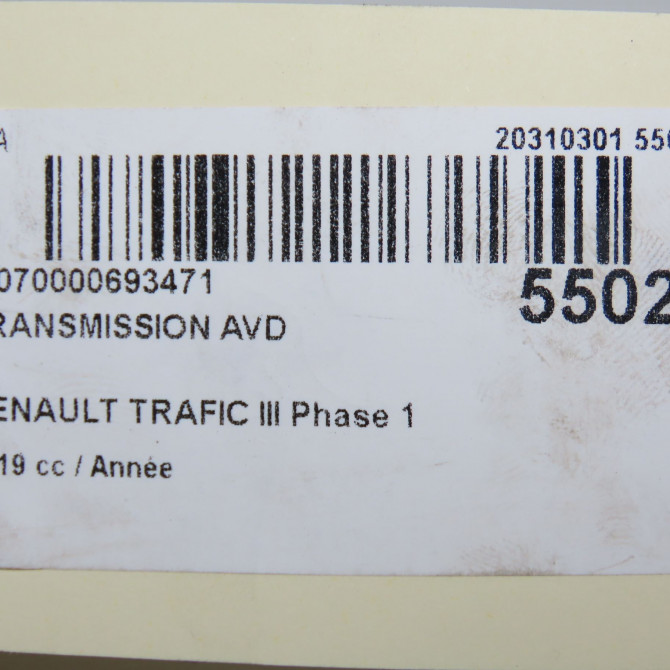 A 20310301 550
070000693471 5502
RANSMISSION AVD
ENAULT TRAFIC III Phase 1
19 cc / Année